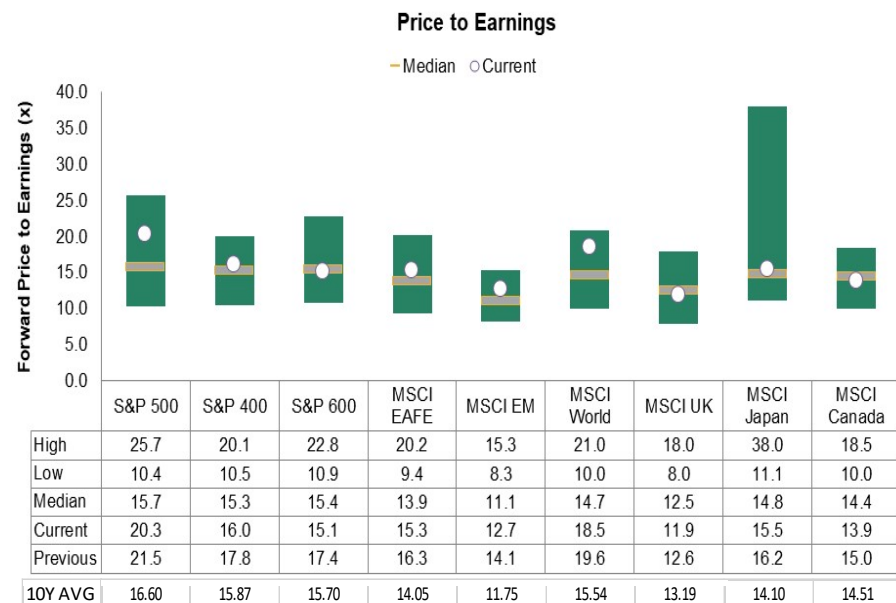 Price to Earnings
Median Current
Forward Price to Earnings (x)
40.0
35.0
30.0
25.0
20.0
15.0
10.0
5.0
0.0
S&P 500 S&P 400 S&P 600 MSCI EAFE MSCI EM MSCI World MSCI UK MSCI Japan MSCI Canada
High 25.7 20.1 22.8 20.2 15.3 21.0 18.0 38.0 18.5
Low 10.4 10.5 10.9 9.4 8.3 10.0 8.0 11.1 10.0
Median 15.7 15.3 15.4 13.9 11.1 14.7 12.5 14.8 14.4
Current 20.3 16.0 15.1 15.3 12.7 18.5 11.9 15.5 13.9
Previous 21.5 17.8 17.4 16.3 14.1 19.6 12.6 16.2 15.0
10Y AVG 16.60 15.87 15.70 14.05 11.75 15.54 13.19 14.10 14.51